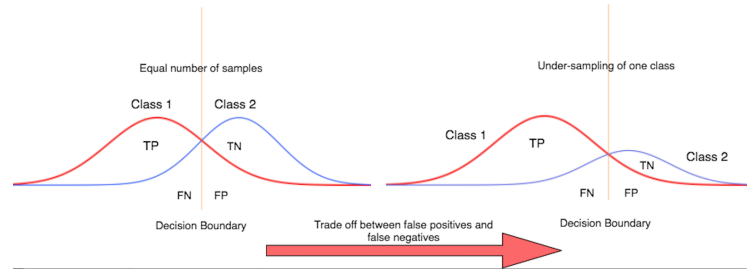 Equal number of samples
Class 1
Class 2
TP
TN
FN
FP
Decision Boundary
Under-sampling of one class
Class 1
TP
TN
Class 2
FN
FP
Decision Boundary
Trade off between false positives and
false negatives